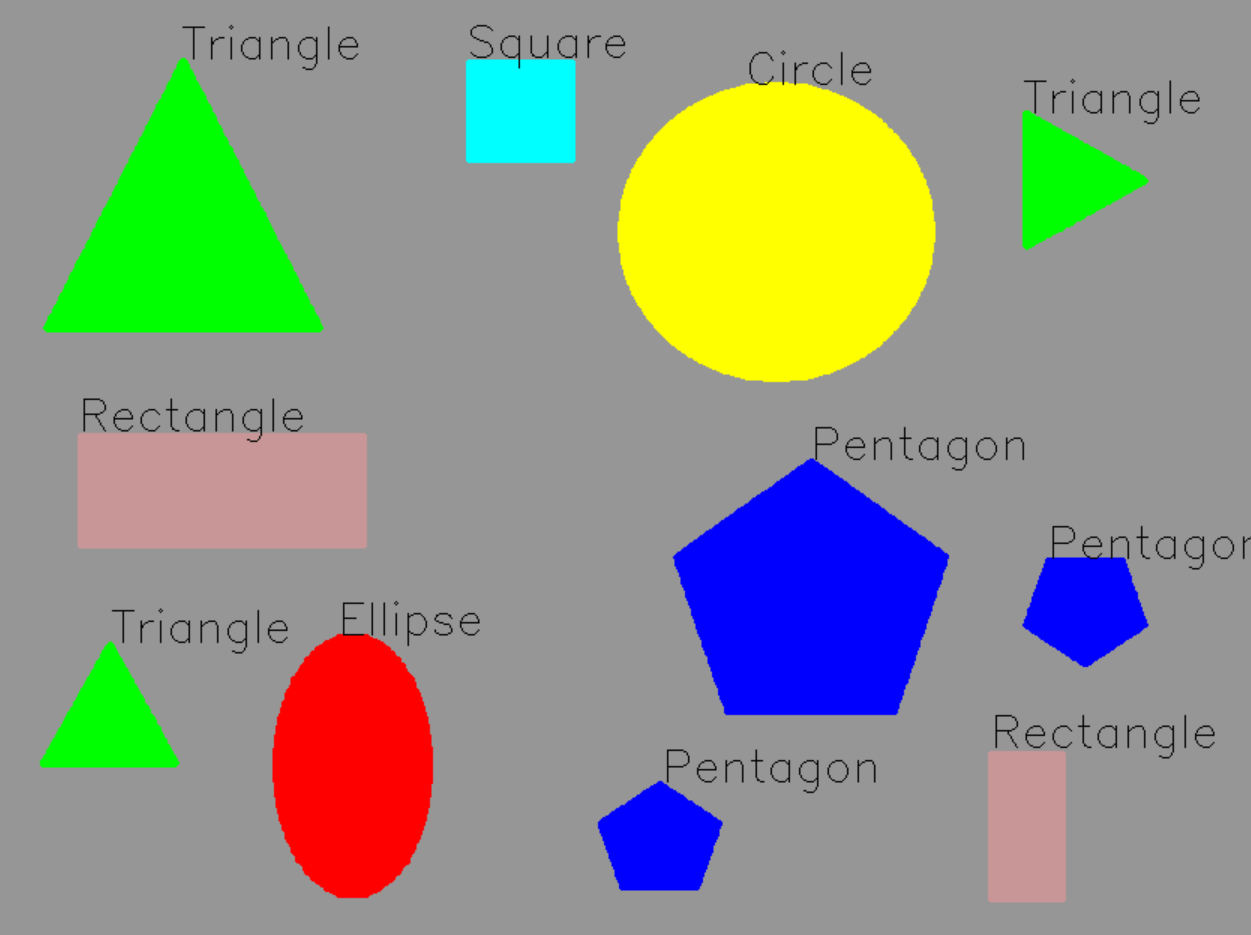 Triangle
Square
Circle
Triangle
Rectangle
Pentagon
Pentagon
Triangle
Ellipse
Rectangle
Pentagon